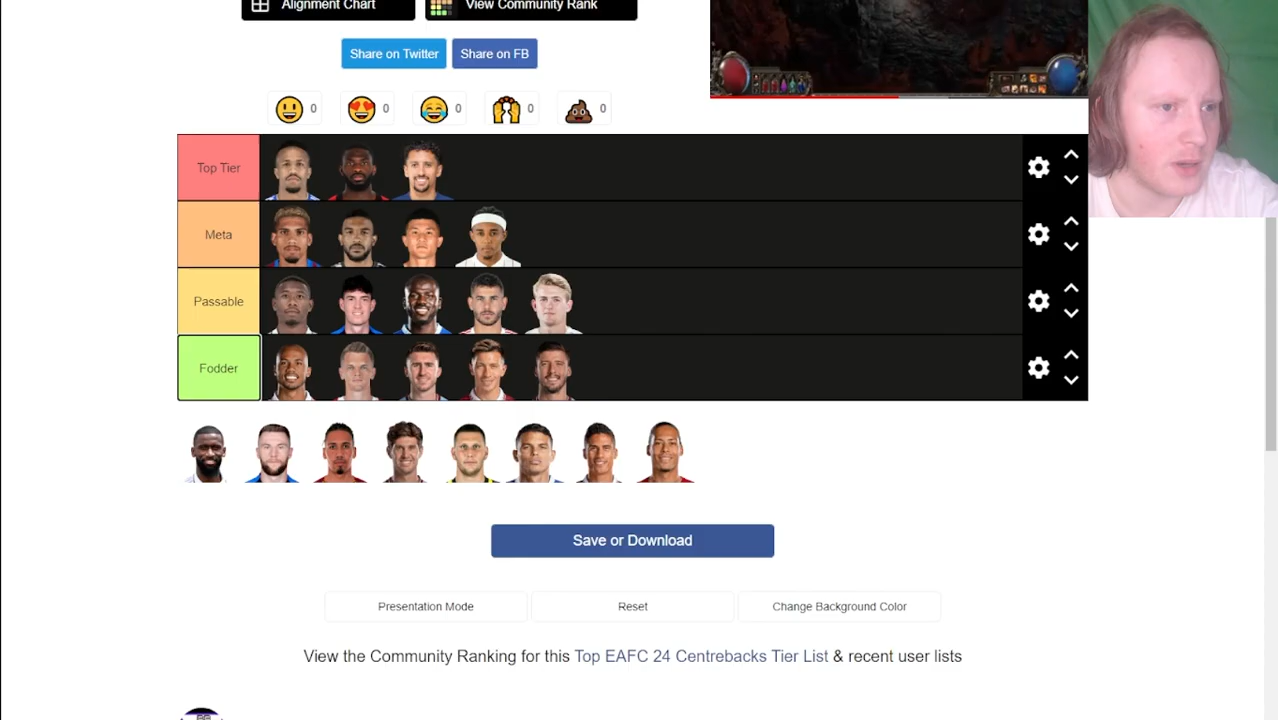 Alignment Chart
View Community Rank
Share on Twitter
Share on FB
0
0
0
0
0
Top Tier
Meta
Passable
Fodder
Save or Download
Presentation Mode
Reset
Change Background Color
View the Community Ranking for this Top EAFC 24 Centrebacks Tier List & recent user lists